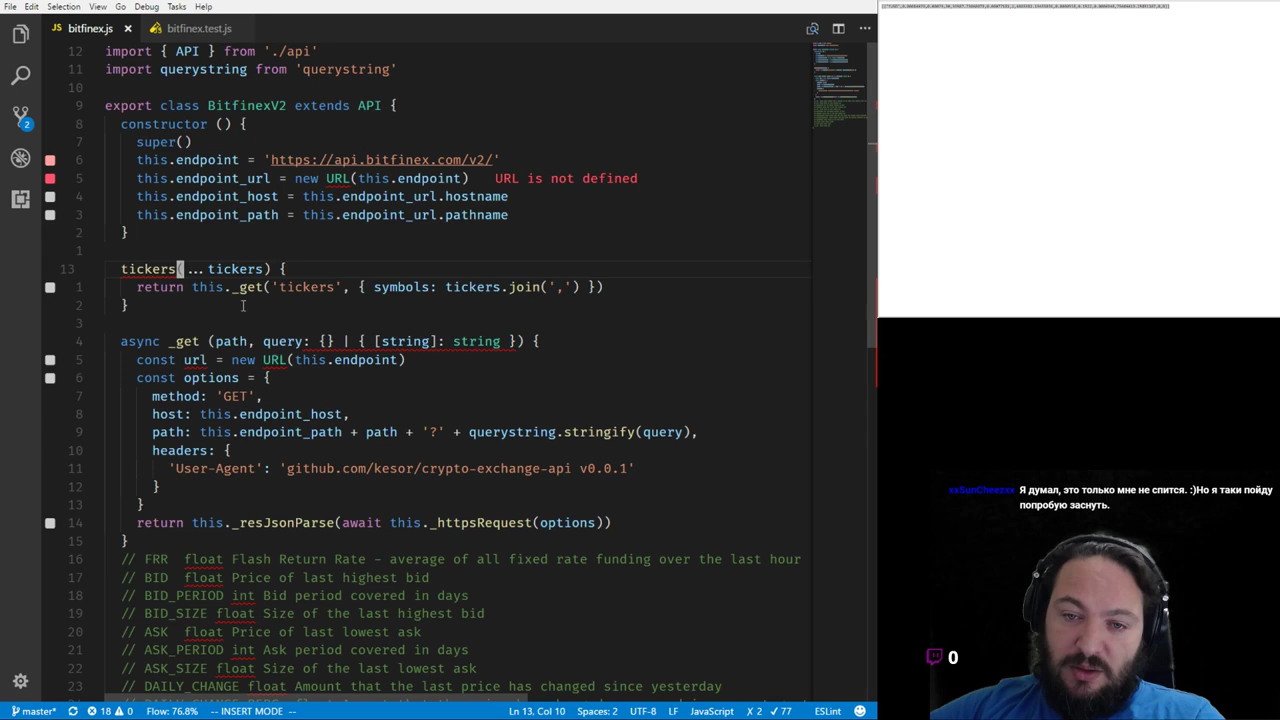 File Edit Selection View Go Debug Tasks Help
JS bitfinex.js × JS bitfinex.test.js
12 import { API } from './api'
11 import querystring from 'querystring'
10
9 export class BitfinexV2 extends API {
8 constructor () {
7 super()
6 this.endpoint = 'https://api.bitfinex.com/v2/'
5 this.endpoint_url = new URL(this.endpoint) URL is not defined
4 this.endpoint_host = this.endpoint_url.hostname
3 this.endpoint_path = this.endpoint_url.pathname
2 }
1
13 tickers(...tickers) {
1 return this._get('tickers', { symbols: tickers.join(',') })
2 }
3
4 async _get (path, query: {} | { [string]: string }) {
5 const url = new URL(this.endpoint)
6 const options = {
7 method: 'GET',
8 host: this.endpoint_host,
9 path: this.endpoint_path + path + '?' + querystring.stringify(query),
10 headers: {
11 'User-Agent': 'github.com/kesor/crypto-exchange-api v0.0.1'
12 }
13 }
14 return this._resJsonParse(await this._httpsRequest(options))
15 }
16 // FRR float Flash Return Rate - average of all fixed rate funding over the last hour
17 // BID float Price of last highest bid
18 // BID_PERIOD int Bid period covered in days
19 // BID_SIZE float Size of the last highest bid
20 // ASK float Price of last lowest ask
21 // ASK_PERIOD int Ask period covered in days
22 // ASK_SIZE float Size of the last lowest ask
23 // DAILY_CHANGE float Amount that the last price has changed since yesterday
2
master* 18 0 Tests: 76.8% -- INSERT MODE -- Ln 13, Col 10 Spaces: 2 UTF-8 LF JavaScript X 2 ✓ 77 ESLint
xxSunCheezxx Я думал, это только мне не спится. :)Но я таки пойду
попробую заснуть.
0